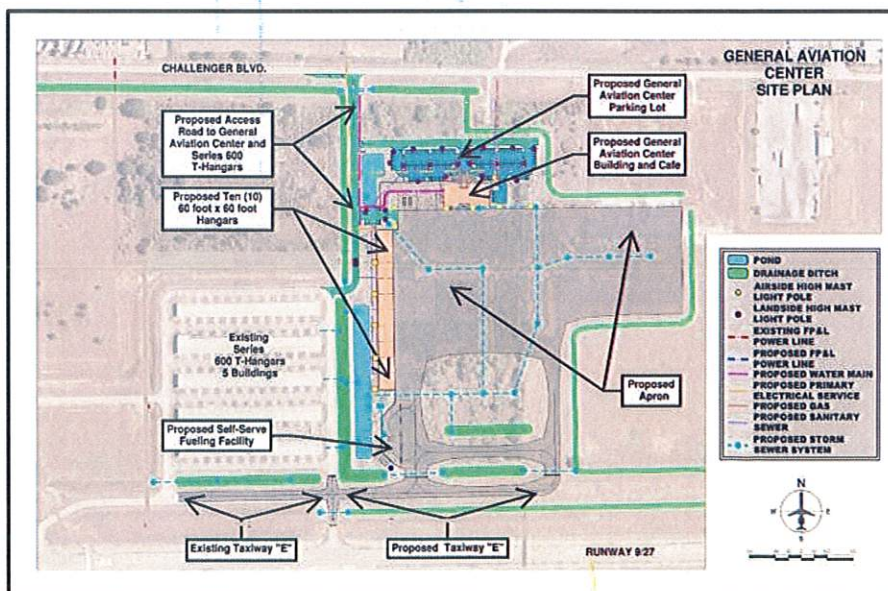 GENERAL AVIATION
CENTER
SITE PLAN
CHALLENGER BLVD.
Proposed General
Aviation Center
Parking Lot
Proposed Access
Road to General
Aviation Center and
Series 600
T-Hangars
Proposed General
Aviation Center
Building and Cafe
Proposed Ten (10)
60 foot x 60 foot
Hangars
Existing
Series
600 T-Hangars
5 Buildings
Proposed
Apron
Proposed Self-Serve
Fueling Facility
Existing Taxiway "E"
Proposed Taxiway "E"
RUNWAY 9/27
POND
DRAINAGE DITCH
AIRSIDE HIGH MAST
LIGHT POLE
LANDSIDE HIGH MAST
LIGHT POLE
EXISTING FP&L
POWER LINE
PROPOSED FP&L
POWER LINE
PROPOSED WATER MAIN
PROPOSED PRIMARY
ELECTRICAL SERVICE
PROPOSED GAS
PROPOSED SANITARY
SEWER
PROPOSED STORM
SEWER SYSTEM
N
W
E
S